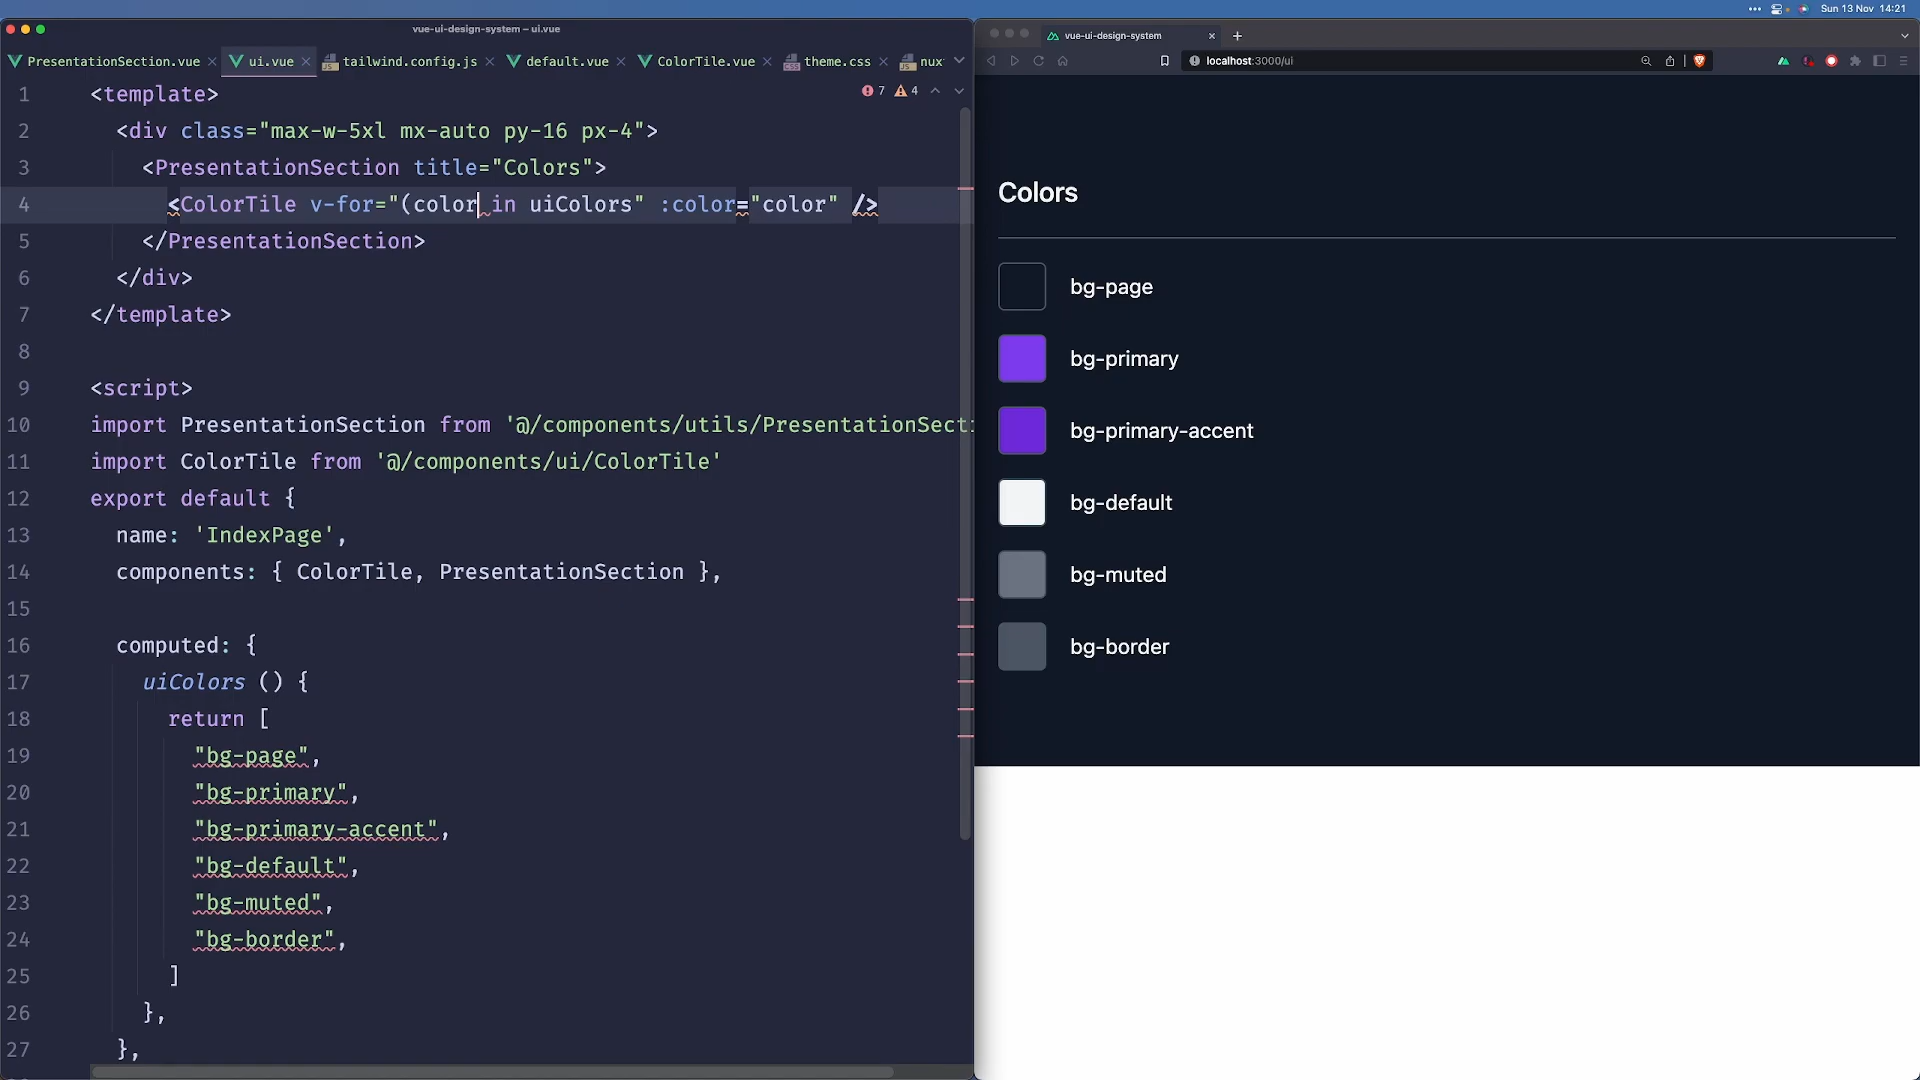 Sun 13 Nov 14:21
vue-ui-design-system – ui.vue
PresentationSection.vue
ui.vue
tailwind.config.js
default.vue
ColorTile.vue
theme.css
nux
7 4
1 <template>
2 <div class="max-w-5xl mx-auto py-16 px-4">
3 <PresentationSection title="Colors">
4 <ColorTile v-for="(color in uiColors" :color="color" />
5 </PresentationSection>
6 </div>
7 </template>
8
9 <script>
10 import PresentationSection from '@/components/utils/PresentationSecti
11 import ColorTile from '@/components/ui/ColorTile'
12 export default {
13 name: 'IndexPage',
14 components: { ColorTile, PresentationSection },
15
16 computed: {
17 uiColors () {
18 return [
19 "bg-page",
20 "bg-primary",
21 "bg-primary-accent",
22 "bg-default",
23 "bg-muted",
24 "bg-border",
25 ]
26 },
27 },
vue-ui-design-system
localhost:3000/ui
Colors
bg-page
bg-primary
bg-primary-accent
bg-default
bg-muted
bg-border